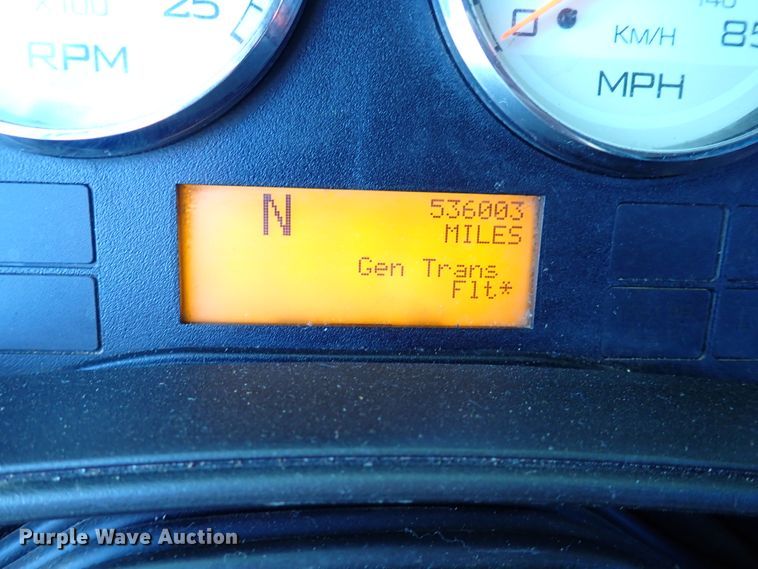 x100
25
RPM
140
0
KM/H
85
MPH
N
536003
MILES
Gen Trans
Flt*
Purple Wave Auction